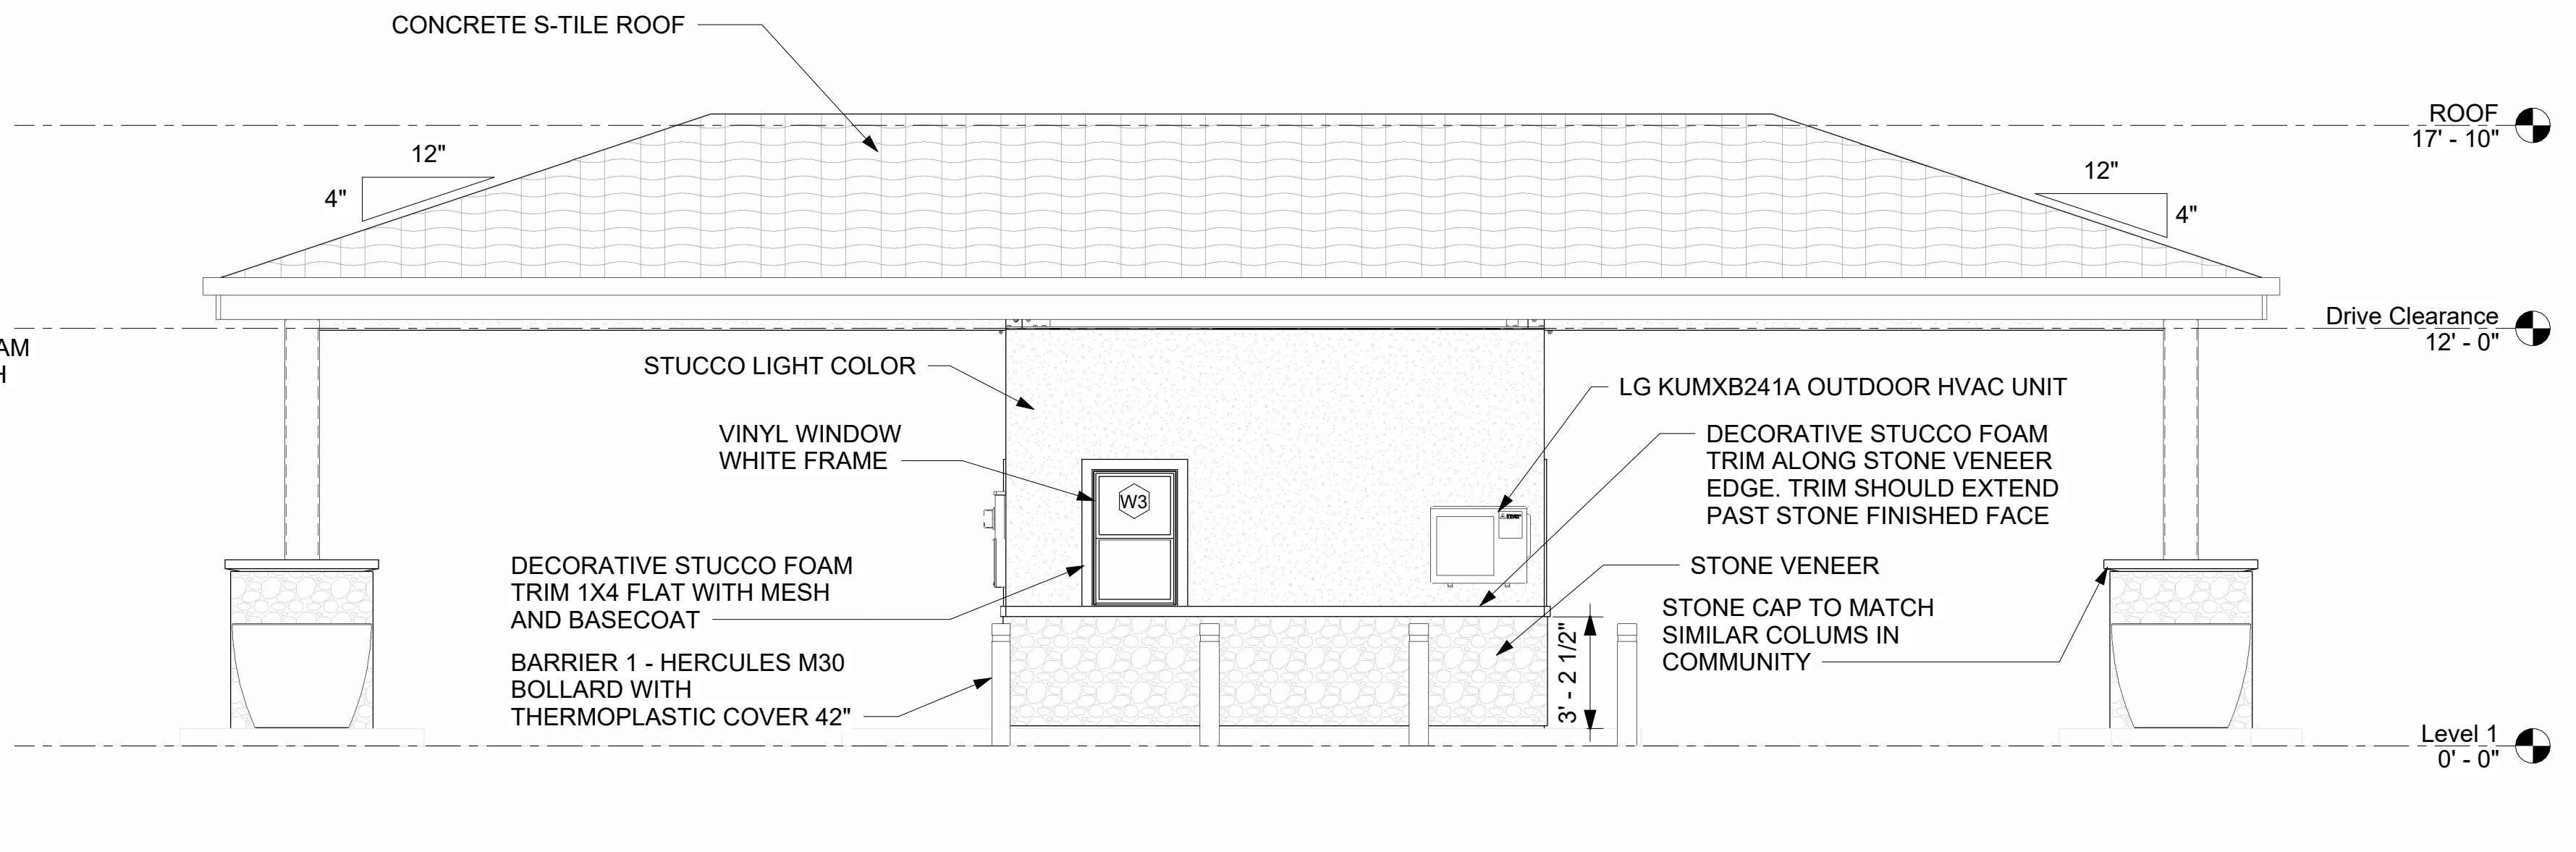 CONCRETE S-TILE ROOF
ROOF
17' - 10"
12"
4"
12"
4"
Drive Clearance
12' - 0"
AM
H
STUCCO LIGHT COLOR
LG KUMXB241A OUTDOOR HVAC UNIT
VINYL WINDOW
WHITE FRAME
DECORATIVE STUCCO FOAM
TRIM ALONG STONE VENEER
EDGE. TRIM SHOULD EXTEND
PAST STONE FINISHED FACE
W3
DECORATIVE STUCCO FOAM
TRIM 1X4 FLAT WITH MESH
AND BASECOAT
STONE VENEER
STONE CAP TO MATCH
SIMILAR COLUMS IN
COMMUNITY
3' - 2 1/2"
BARRIER 1 - HERCULES M30
BOLLARD WITH
THERMOPLASTIC COVER 42"
Level 1
0' - 0"